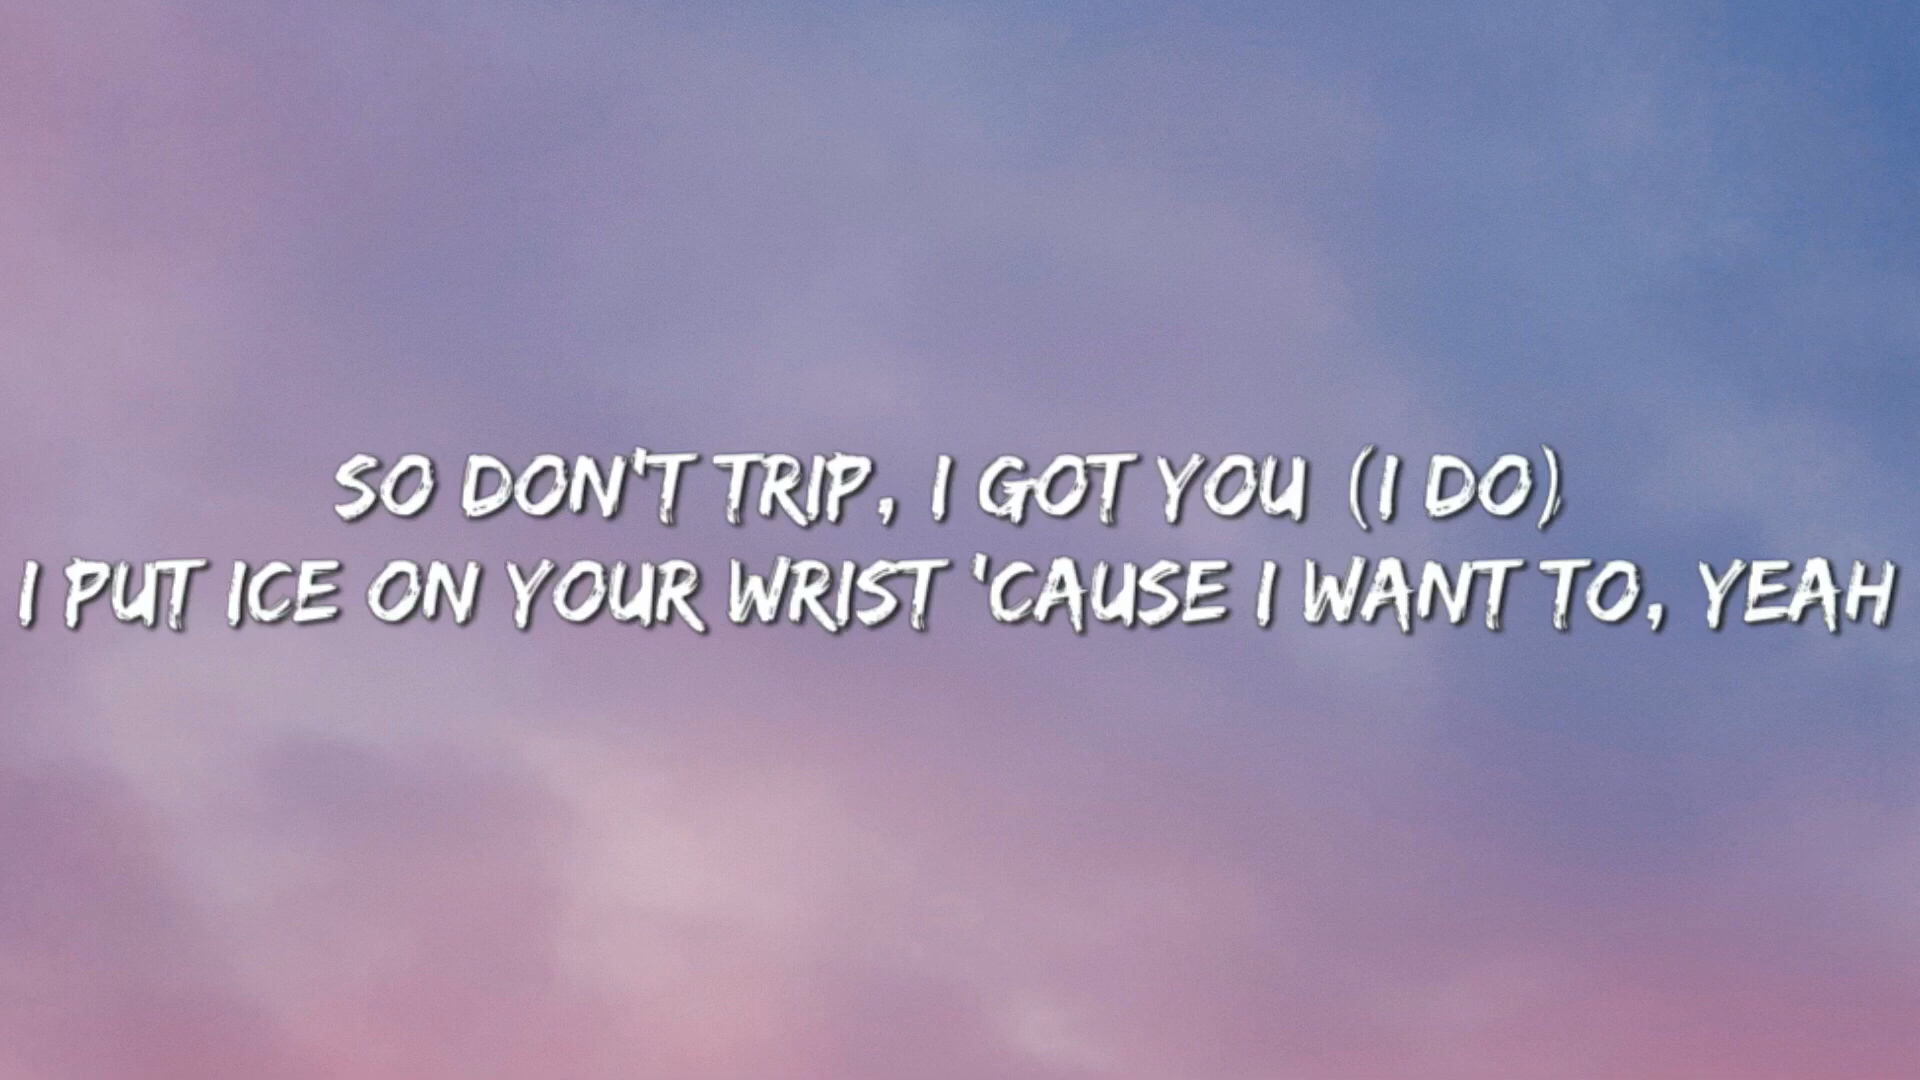 SO DON'T TRIP, I GOT YOU (I DO)
I PUT ICE ON YOUR WRIST 'CAUSE I WANT TO, YEAH